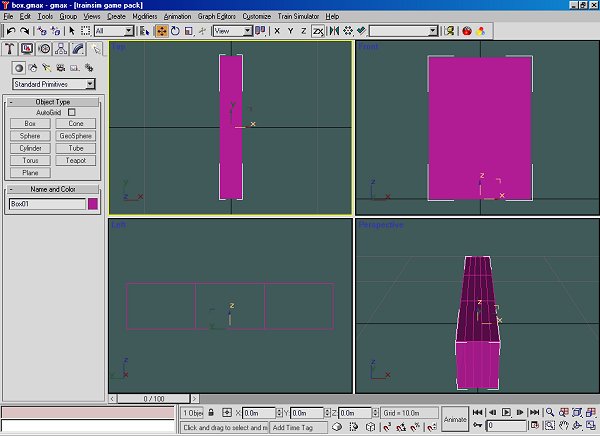 box.gmax - gmax - [trainsim game pack]
File Edit Tools Group Views Create Modifiers Animation Graph Editors Customize Train Simulator Help
All View X Y Z ZX
Standard Primitives
- Object Type
AutoGrid
Box Cone
Sphere GeoSphere
Cylinder Tube
Torus Teapot
Plane
- Name and Color
Box01
Top
y
x
y
z x
Front
z
x
z
x
Left
z
y
z
y
Perspective
z
x
z
x
0 / 100
1 Objec X: 0.0m Y: 0.0m Z: 0.0m Grid = 10.0m
Click and drag to select and m Add Time Tag
Animate
0